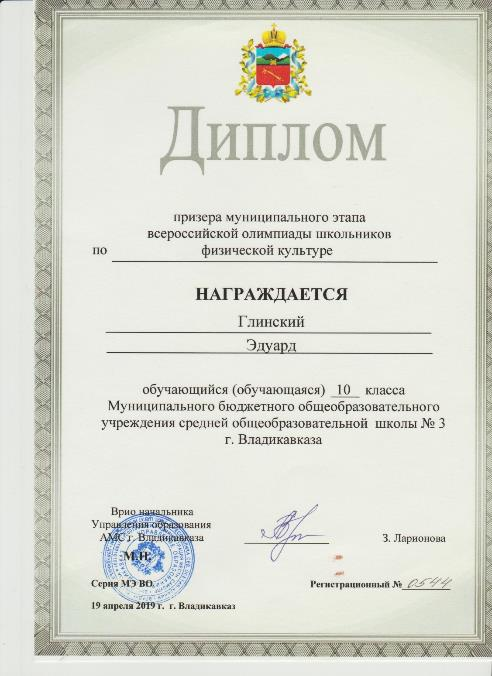 Диплом
призера муниципального этапа
всероссийской олимпиады школьников
по физической культуре
НАГРАЖДАЕТСЯ
Глинский
Эдуард
обучающийся (обучающаяся) 10 класса
Муниципального бюджетного общеобразовательного
учреждения средней общеобразовательной школы № 3
г. Владикавказа
Врио начальника
Управления образования
АМС г. Владикавказа
З. Ларионова
М.П.
Серия МЭ ВО
Регистрационный № 0544
19 апреля 2019 г. г. Владикавказ